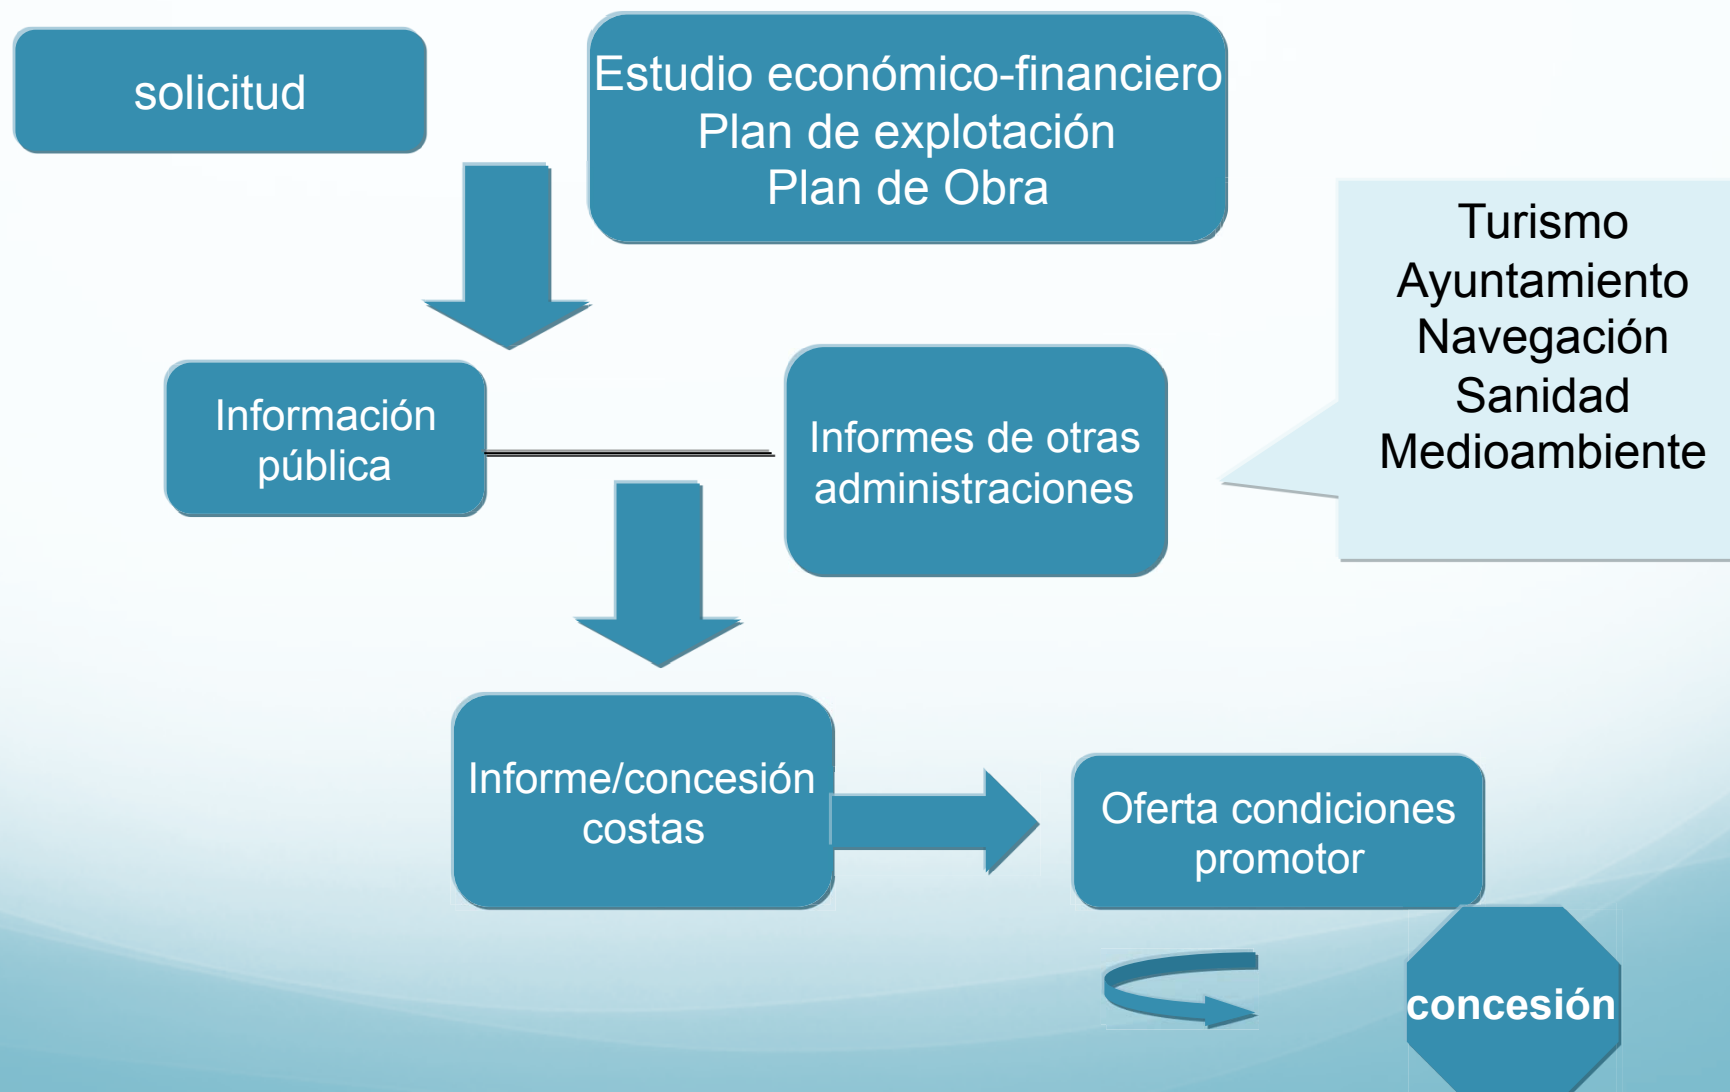 solicitud
Estudio económico-financiero
Plan de explotación
Plan de Obra
Turismo
Ayuntamiento
Navegación
Sanidad
Medioambiente
Información
pública
Informes de otras
administraciones
Informe/concesión
costas
Oferta condiciones
promotor
concesión